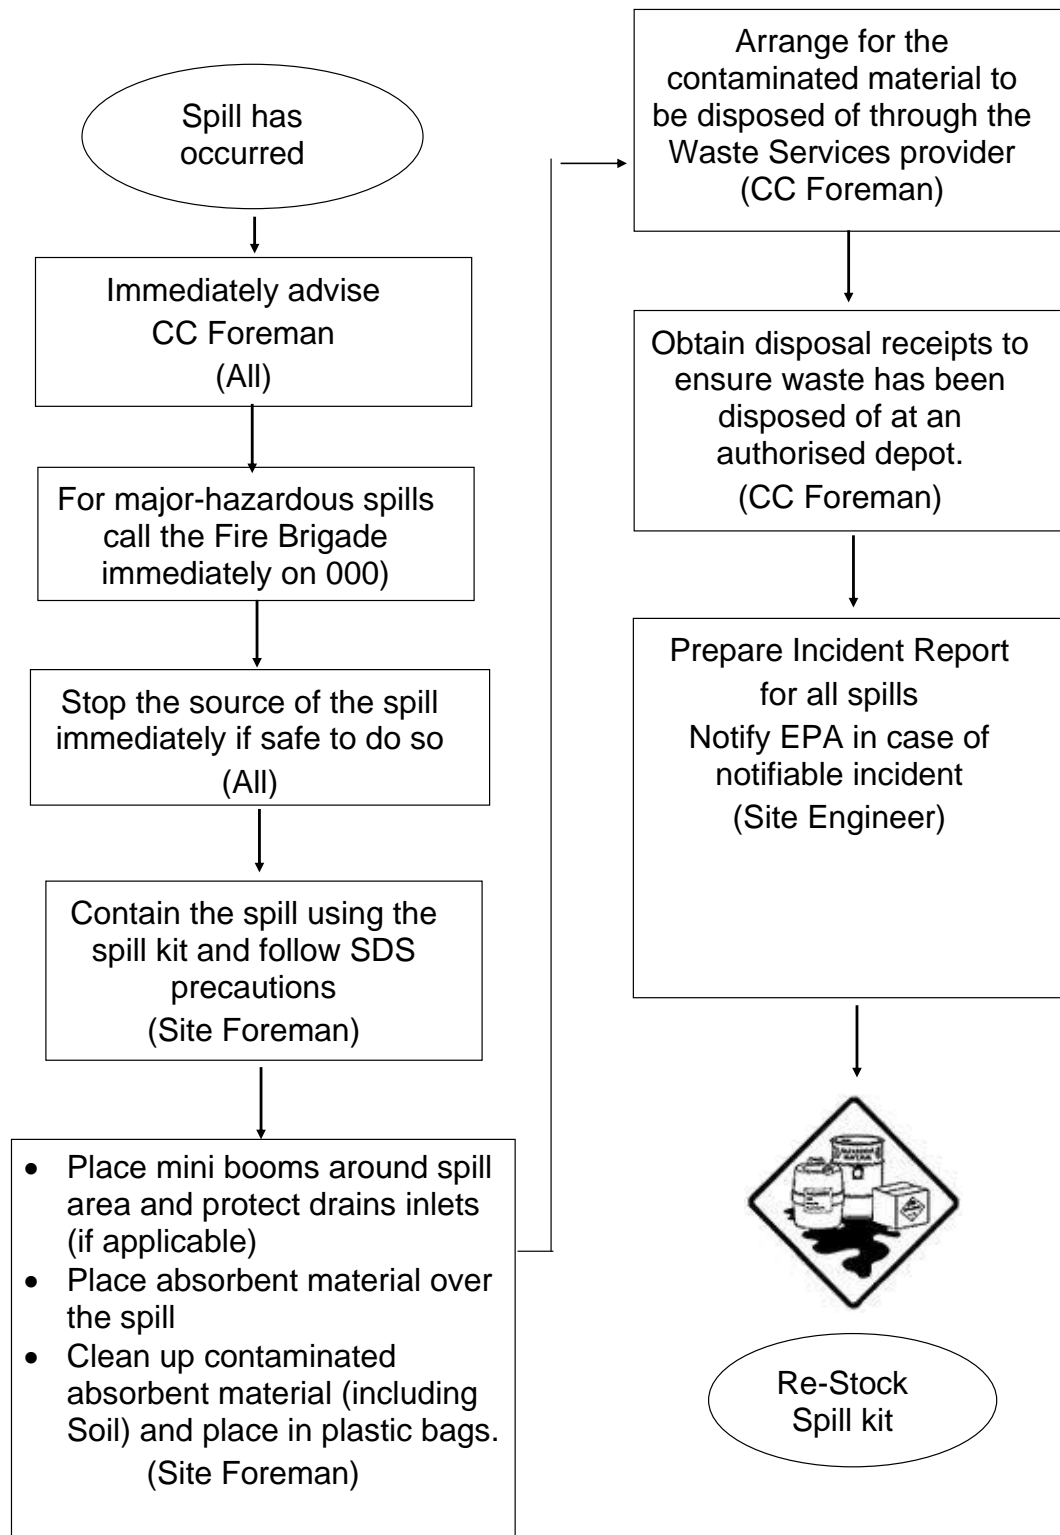 Spill has
occurred
Immediately advise
CC Foreman
(All)
For major-hazardous spills
call the Fire Brigade
immediately on 000)
Stop the source of the spill
immediately if safe to do so
(All)
Contain the spill using the
spill kit and follow SDS
precautions
(Site Foreman)
• Place mini booms around spill
area and protect drains inlets
(if applicable)
• Place absorbent material over
the spill
• Clean up contaminated
absorbent material (including
Soil) and place in plastic bags.
(Site Foreman)
Arrange for the
contaminated material to
be disposed of through the
Waste Services provider
(CC Foreman)
Obtain disposal receipts to
ensure waste has been
disposed of at an
authorised depot.
(CC Foreman)
Prepare Incident Report
for all spills
Notify EPA in case of
notifiable incident
(Site Engineer)
Re-Stock
Spill kit